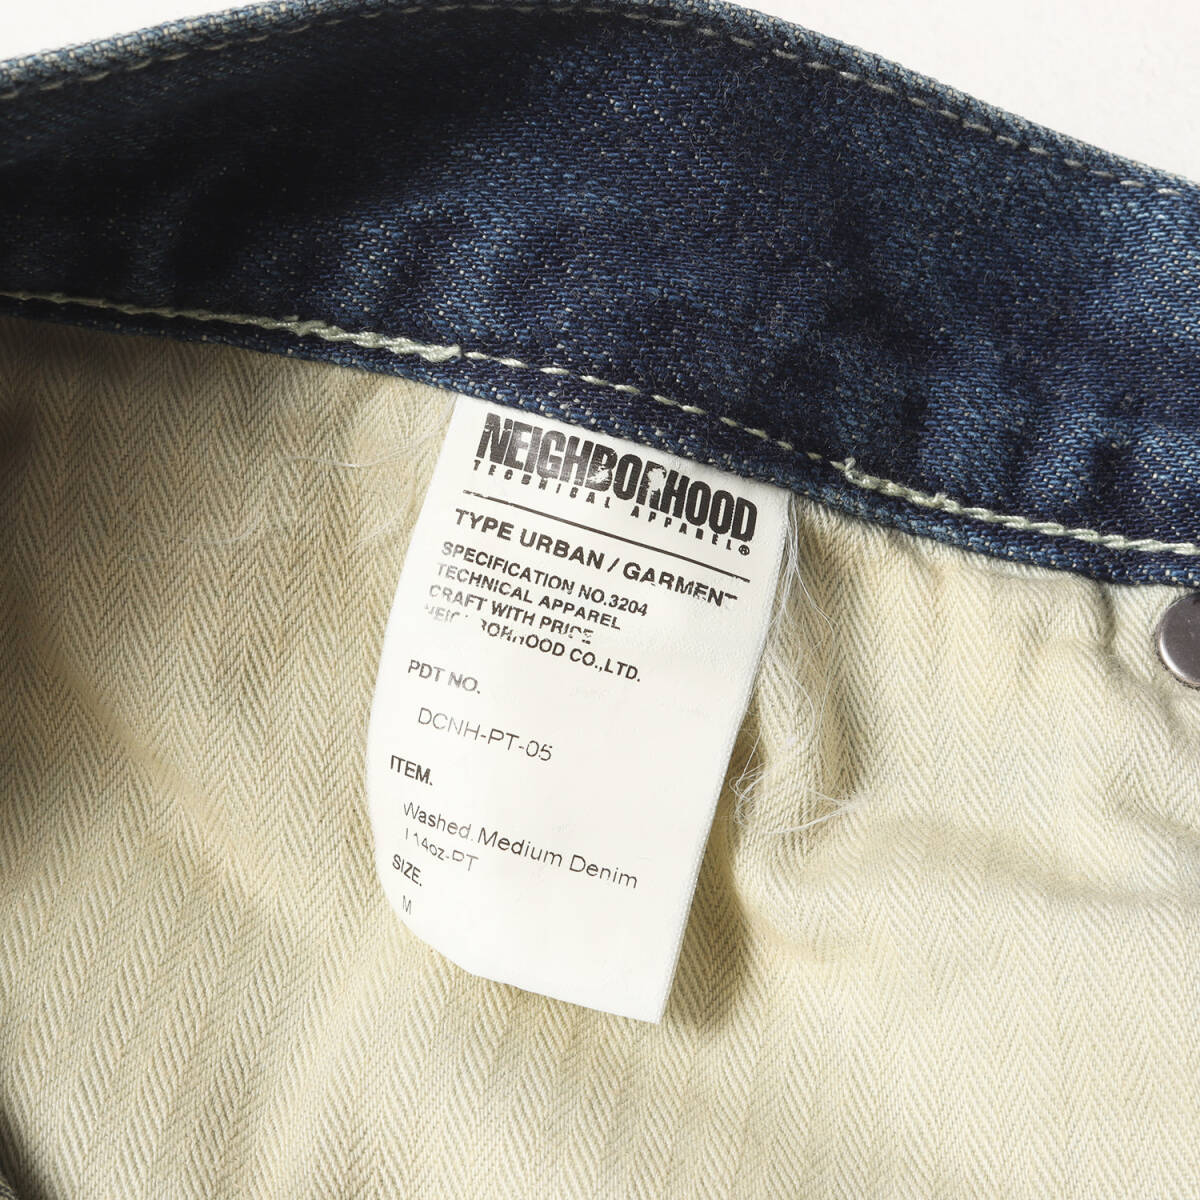 NEIGHBORHOOD
TECHNICAL APPAREL®
TYPE URBAN / GARMENT
SPECIFICATION NO.3204
TECHNICAL APPAREL
CRAFT WITH PRIDE
NEIGHBORHOOD CO.,LTD.
PDT NO.
DCNH-PT-05
ITEM.
Washed. Medium Denim
14oz-PT
SIZE.
M